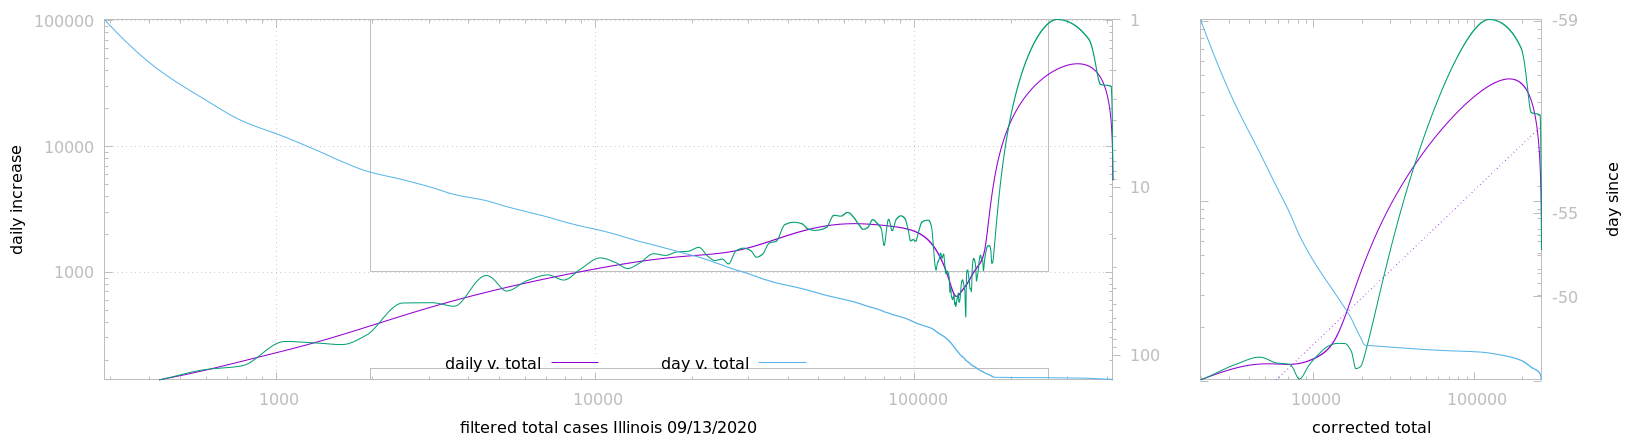 100000
10000
1000
daily increase
1
10
100
daily v. total
day v. total
1000
10000
100000
filtered total cases Illinois 09/13/2020
-59
-55
-50
day since
10000
100000
corrected total